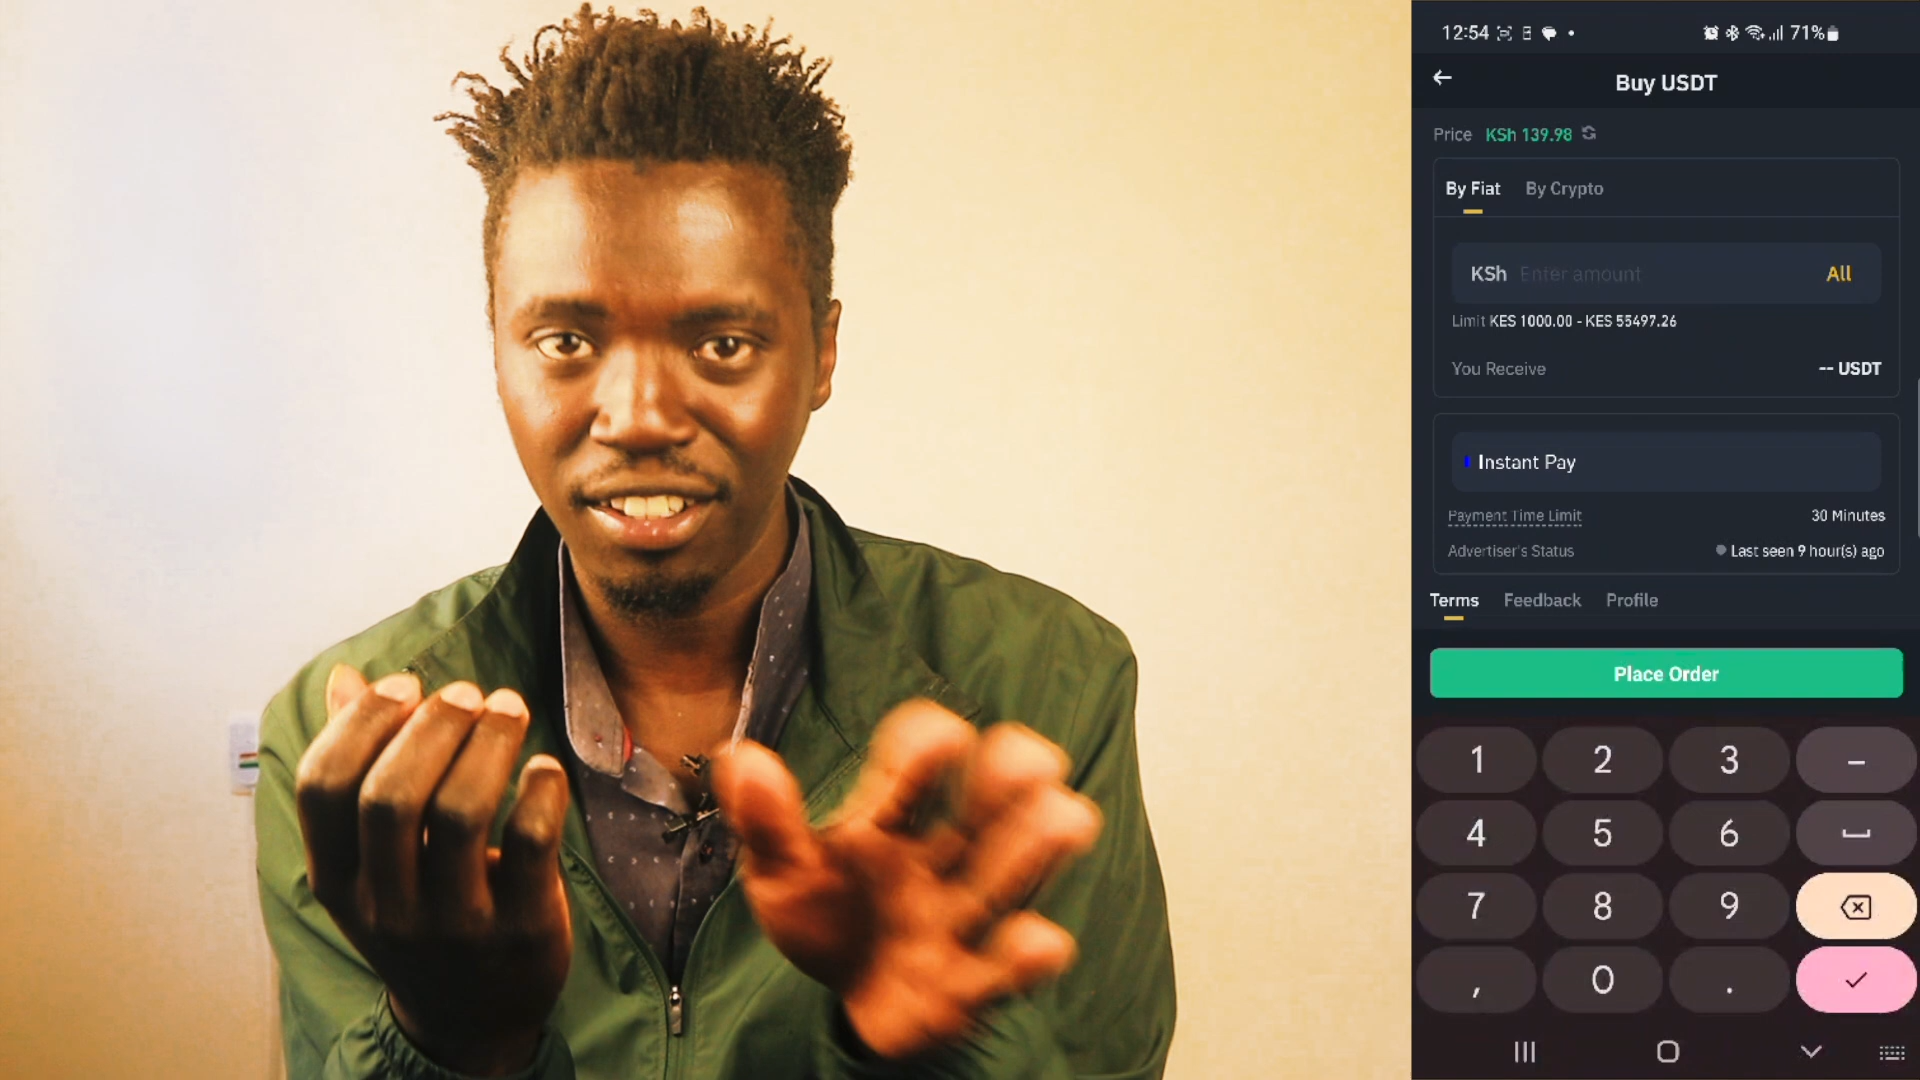 12:54 71%
Buy USDT
Price KSh 139.98
By Fiat By Crypto
KSh Enter amount All
Limit KES 1000.00 - KES 55497.26
You Receive -- USDT
Instant Pay
Payment Time Limit 30 Minutes
Advertiser's Status Last seen 9 hour(s) ago
Terms Feedback Profile
Place Order
1 2 3 –
4 5 6
7 8 9
, 0 .